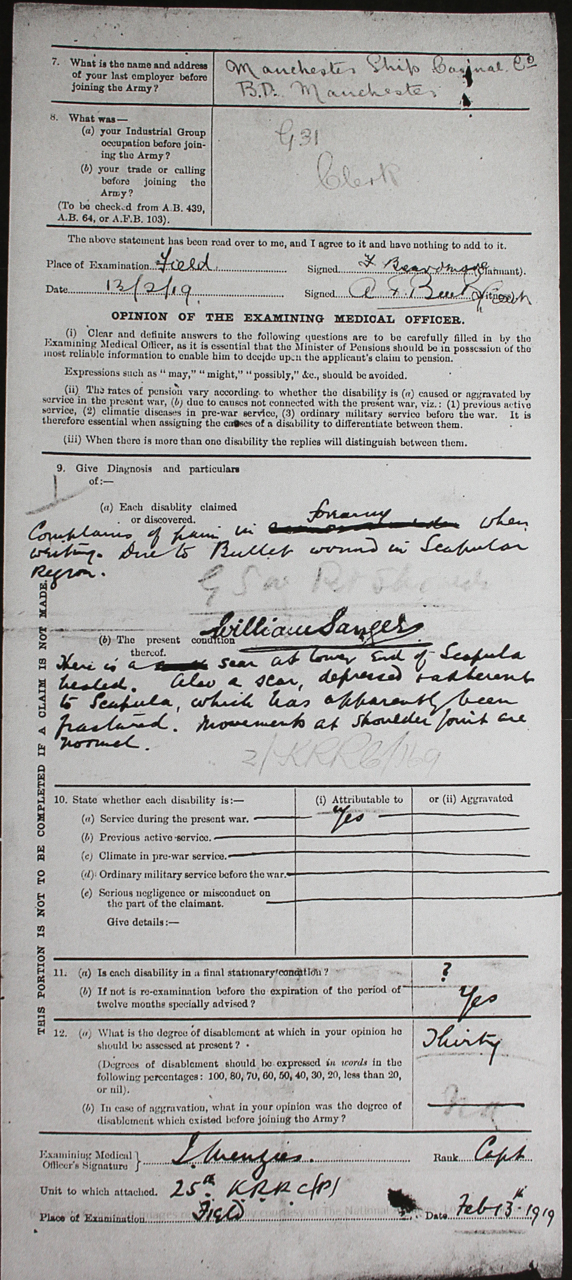 7. What is the name and address
of your last employer before
joining the Army?
Manchester Ship Caginal Co
B.D. Manchester
8. What was—
(a) your Industrial Group
occupation before join-
ing the Army?
(b) your trade or calling
before joining the
Army?
(To be checked from A.B. 439,
A.B. 64, or A.F.B. 103).
G31
Clerk
The above statement has been read over to me, and I agree to it and have nothing to add to it.
Place of Examination Field. Signed (Claimant).
Date 13/2/19. Signed A F (Witness)
OPINION OF THE EXAMINING MEDICAL OFFICER.
(i) Clear and definite answers to the following questions are to be carefully filled in by the
Examining Medical Officer, as it is essential that the Minister of Pensions should be in possession of the
most reliable information to enable him to decide upon the applicant's claim to pension.
Expressions such as "may," "might," "possibly," &c., should be avoided.
(ii) The rates of pension vary according to whether the disability is (a) caused or aggravated by
service in the present war, (b) due to causes not connected with the present war, viz.: (1) previous active
service, (2) climatic diseases in pre-war service, (3) ordinary military service before the war. It is
therefore essential when assigning the causes of a disability to differentiate between them.
(iii) When there is more than one disability the replies will distinguish between them.
9. Give Diagnosis and particulars
of:—
(a) Each disablity claimed
or discovered.
Complains of pain in forearm when
writing. Due to Bullet wound in Scapular
Region.
G S W
William Sangers
(b) The present condition
thereof.
There is a scar at lower End of Scapula
healed. Also a scar, depressed & adherent
to Scapula, which has apparently been
fractured. Movements at Shoulder joint are
normal.
2/KRRC/
10. State whether each disability is:— (i) Attributable to or (ii) Aggravated
(a) Service during the present war. Yes
(b) Previous active service.
(c) Climate in pre-war service.
(d) Ordinary military service before the war.
(e) Serious negligence or misconduct on
the part of the claimant.
Give details:—
11. (a) Is each disability in a final stationary condition? ?
(b) If not is re-examination before the expiration of the period of
twelve months specially advised? Yes
12. (a) What is the degree of disablement at which in your opinion he
should be assessed at present? Thirty
(Degrees of disablement should be expressed in words in the
following percentages: 100, 80, 70, 60, 50, 40, 30, 20, less than 20,
or nil).
(b) In case of aggravation, what in your opinion was the degree of
disablement which existed before joining the Army?
Examining Medical
Officer's Signature } J. Menzies. Rank Capt
Unit to which attached. 25th KRRC (P)
Place of Examination. Field Date Feb 13th 1919
THIS PORTION IS NOT TO BE COMPLETED IF A CLAIM IS NOT MADE.